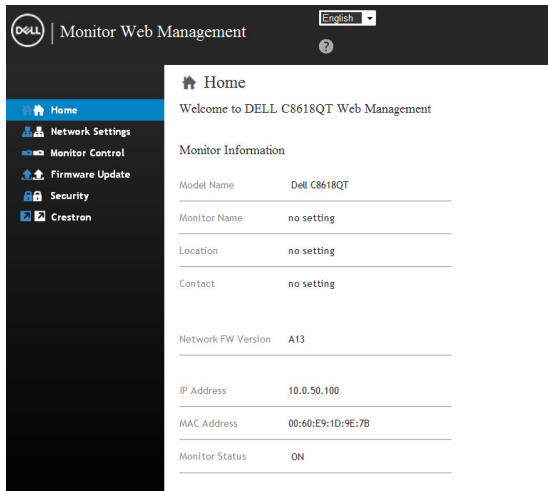 DELL | Monitor Web Management
English
?
Home
Welcome to DELL C8618QT Web Management
Home
Network Settings
Monitor Control
Firmware Update
Security
Crestron
Monitor Information
Model Name Dell C8618QT
Monitor Name no setting
Location no setting
Contact no setting
Network FW Version A13
IP Address 10.0.50.100
MAC Address 00:60:E9:1D:9E:7B
Monitor Status ON